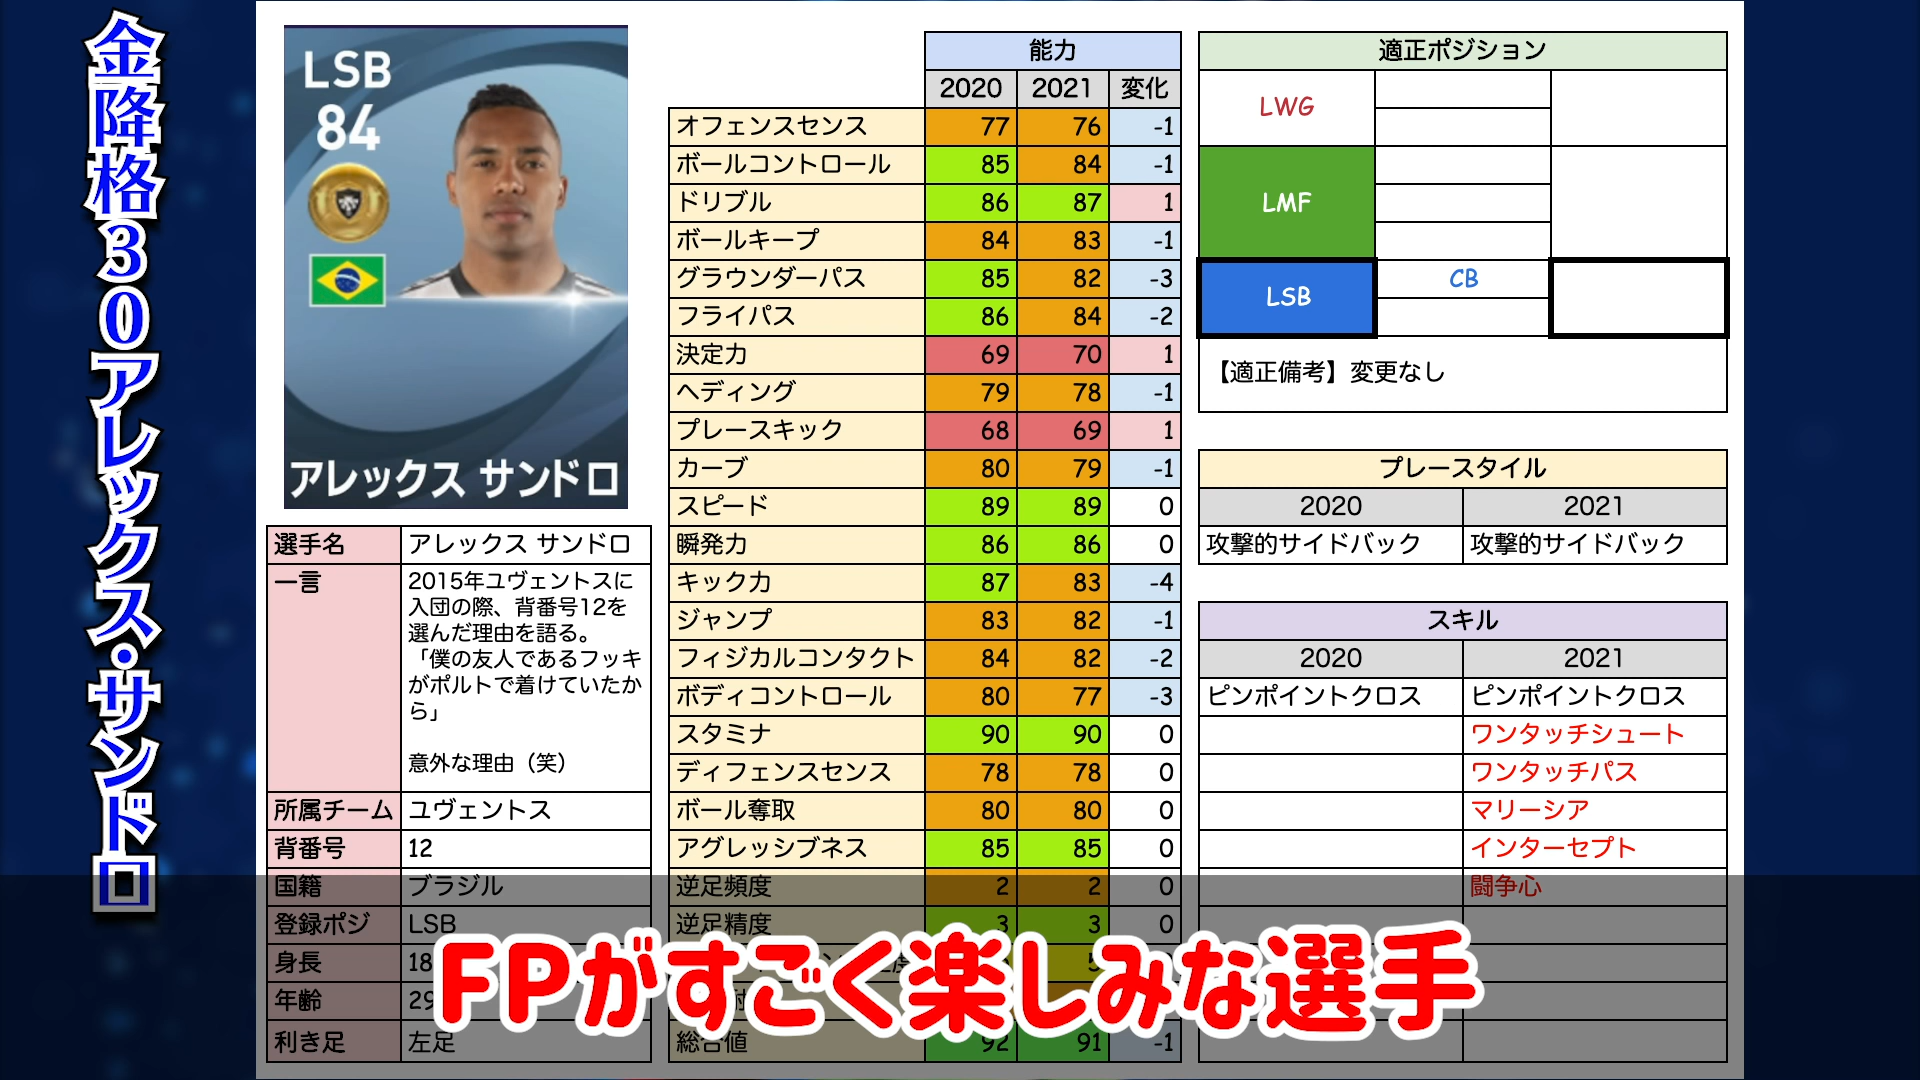 金降格30アレックス・サンドロ
LSB
84
アレックス サンドロ
選手名 アレックス サンドロ
一言 2015年ユヴェントスに
入団の際、背番号12を
選んだ理由を語る。
「僕の友人であるフッキ
がポルトで着けていたか
ら」
意外な理由（笑）
所属チーム ユヴェントス
背番号 12
国籍 ブラジル
登録ポジ LSB
身長 18
年齢 29
利き足 左足
能力
2020 2021 変化
オフェンスセンス 77 76 -1
ボールコントロール 85 84 -1
ドリブル 86 87 1
ボールキープ 84 83 -1
グラウンダーパス 85 82 -3
フライパス 86 84 -2
決定力 69 70 1
ヘディング 79 78 -1
プレースキック 68 69 1
カーブ 80 79 -1
スピード 89 89 0
瞬発力 86 86 0
キック力 87 83 -4
ジャンプ 83 82 -1
フィジカルコンタクト 84 82 -2
ボディコントロール 80 77 -3
スタミナ 90 90 0
ディフェンスセンス 78 78 0
ボール奪取 80 80 0
アグレッシブネス 85 85 0
逆足頻度 2 2 0
逆足精度 3 3 0
総合値 92 91 -1
適正ポジション
LWG
LMF
LSB CB
【適正備考】変更なし
プレースタイル
2020 2021
攻撃的サイドバック 攻撃的サイドバック
スキル
2020 2021
ピンポイントクロス ピンポイントクロス
ワンタッチシュート
ワンタッチパス
マリーシア
インターセプト
闘争心
FPがすごく楽しみな選手